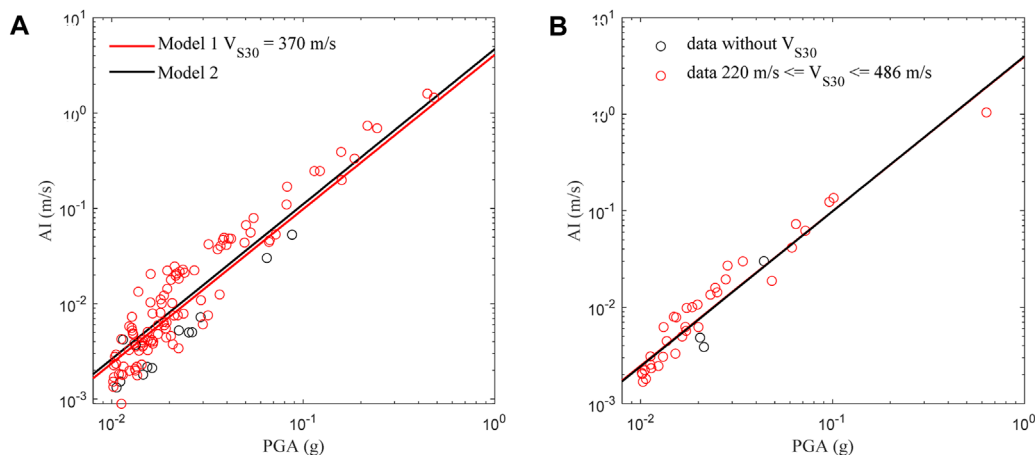 A
10^1
10^0
10^-1
10^-2
10^-3
AI (m/s)
Model 1 V_S30 = 370 m/s
Model 2
10^-2
10^-1
10^0
PGA (g)
B
10^1
10^0
10^-1
10^-2
10^-3
AI (m/s)
data without V_S30
data 220 m/s <= V_S30 <= 486 m/s
10^-2
10^-1
10^0
PGA (g)